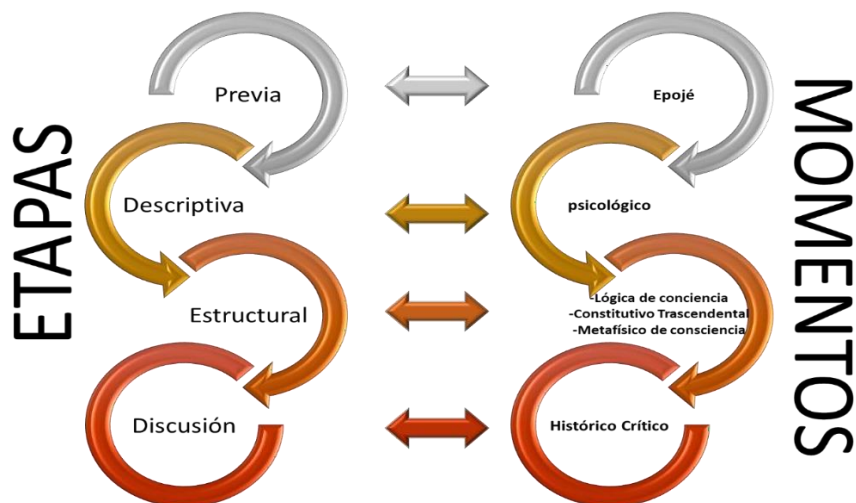 ETAPAS
Previa
Descriptiva
Estructural
Discusión
Epojé
psicológico
-Lógica de conciencia
-Constitutivo Trascendental
-Metafísico de consciencia
Histórico Crítico
MOMENTOS